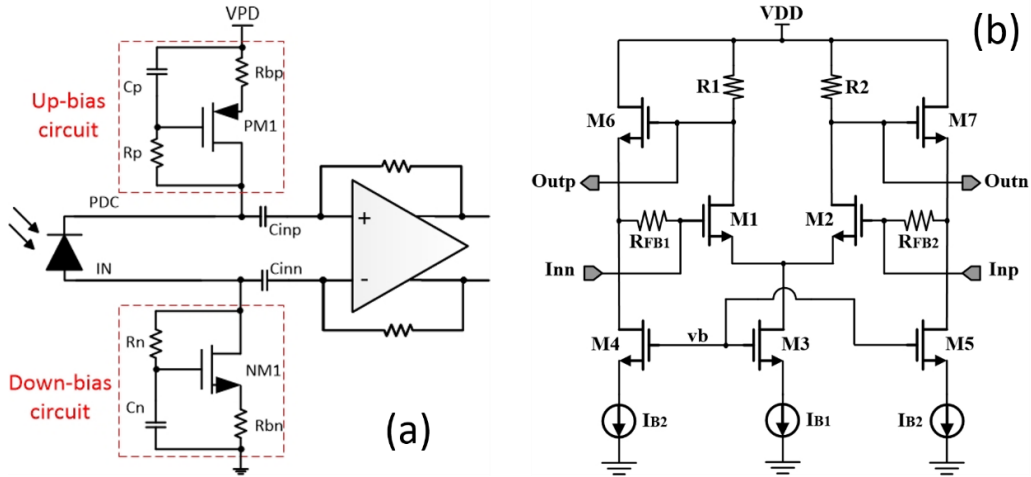 VPD
Cp
Rbp
Up-bias
circuit
PM1
Rp
PDC
Cinp
+
IN
Cinn
-
Rn
NM1
Down-bias
circuit
Cn
Rbn
(a)
VDD
(b)
R1
R2
M6
M7
Outp
Outn
M1
M2
RFB1
RFB2
Inn
Inp
M4
vb
M3
M5
IB2
IB1
IB2